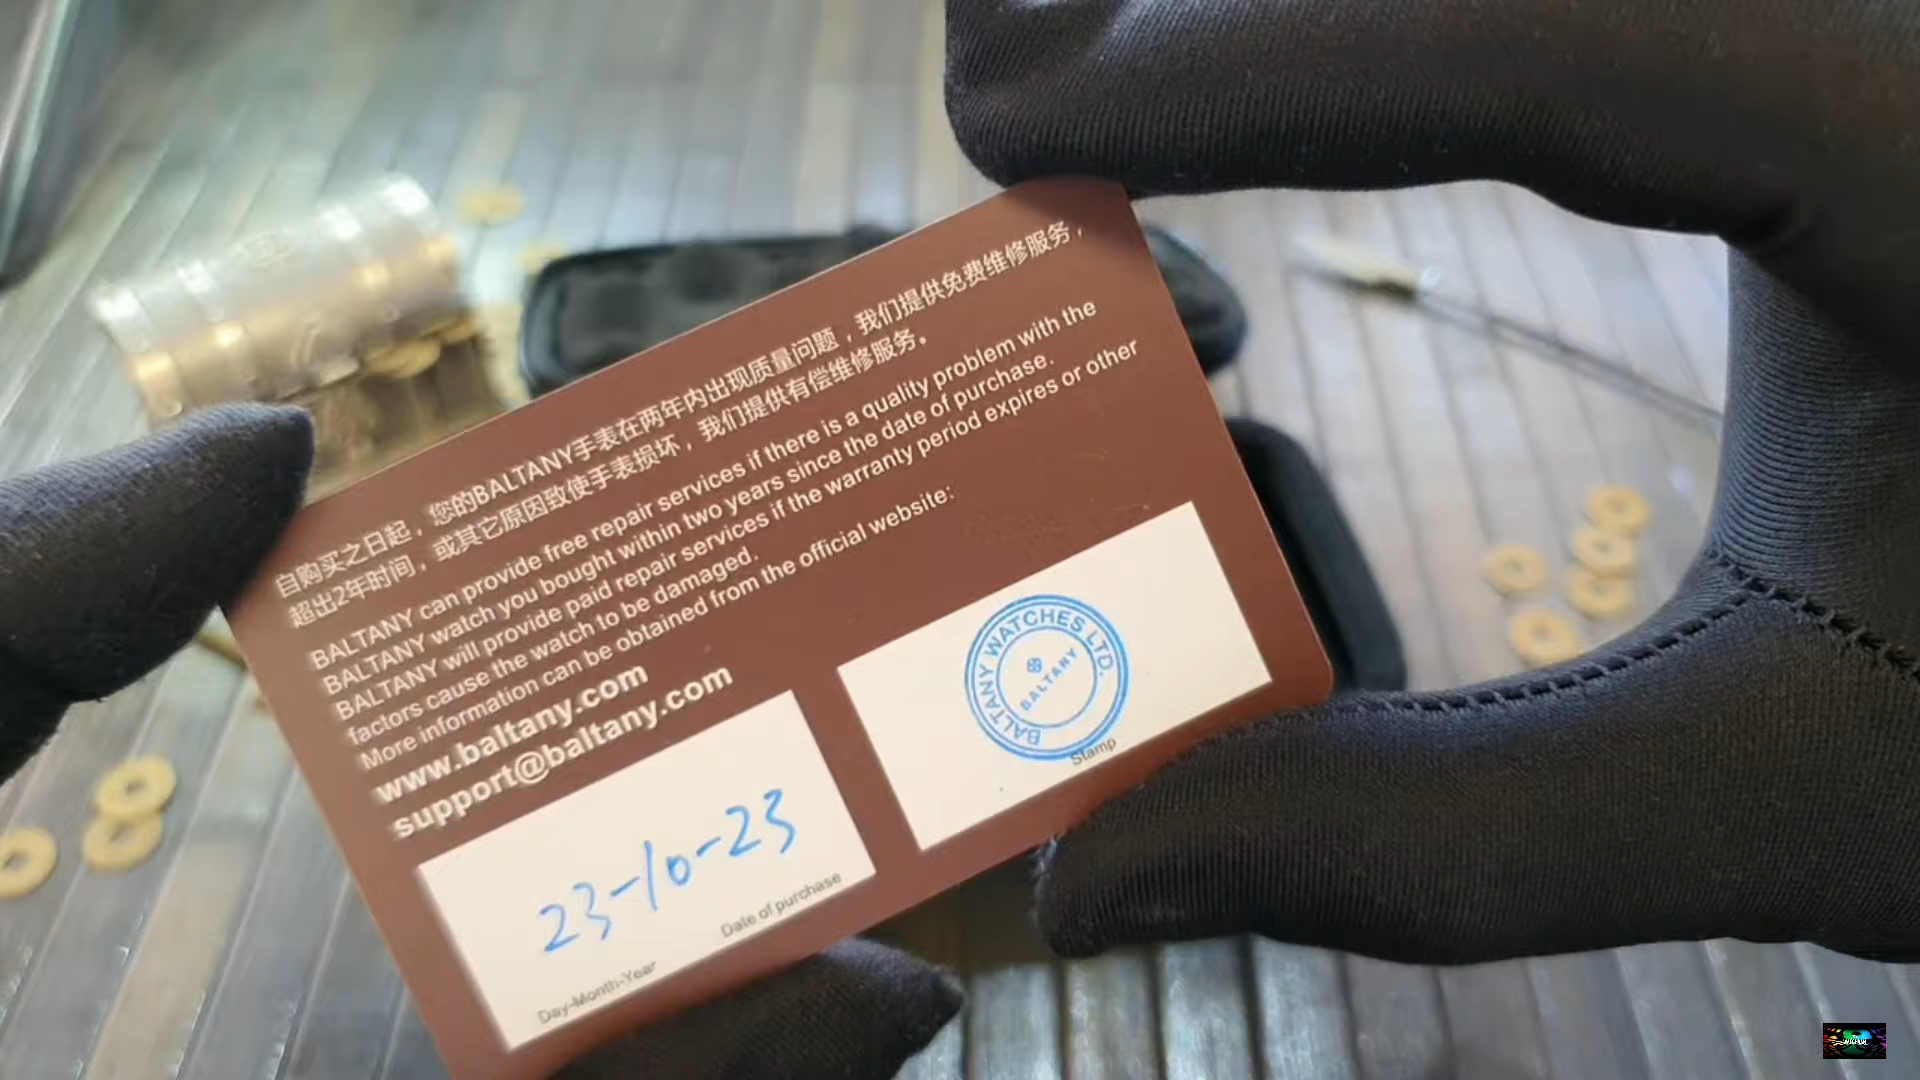 自购买之日起，您的BALTANY手表在两年内出现质量问题，我们提供免费维修服务，
超出2年时间，或其它原因致使手表损坏，我们提供有偿维修服务。
BALTANY can provide free repair services if there is a quality problem with the
BALTANY watch you bought within two years since the date of purchase.
BALTANY will provide paid repair services if the warranty period expires or other
factors cause the watch to be damaged.
More information can be obtained from the official website:
www.baltany.com
support@baltany.com
23-10-23
Date of purchase
Day-Month-Year
BALTANY WATCHES LTD.
BALTANY
Stamp